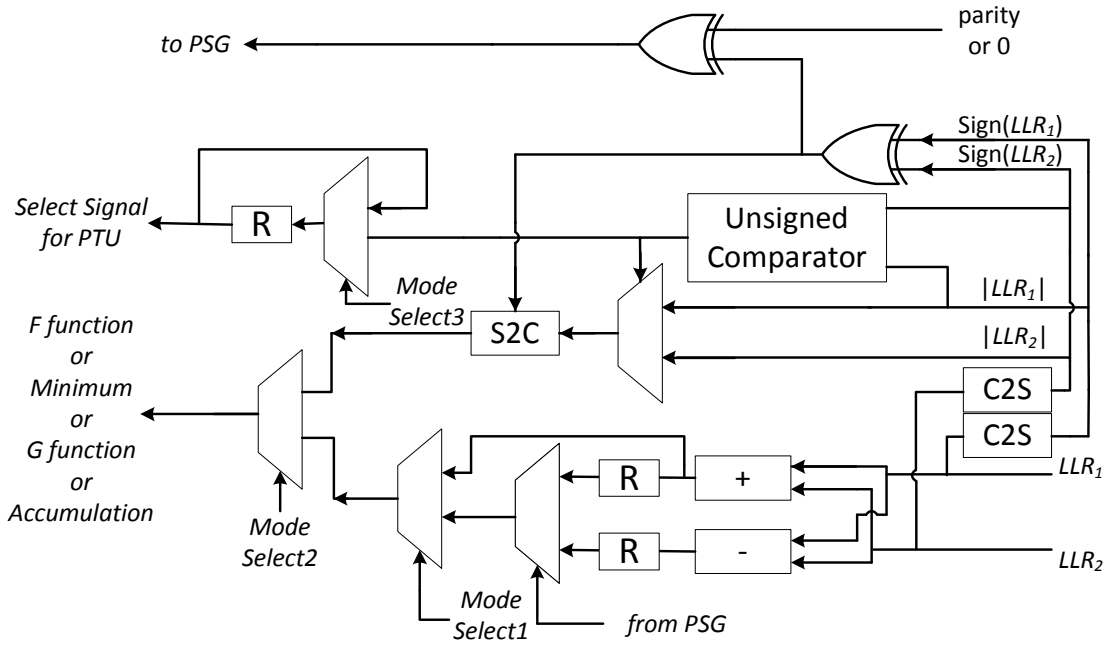 to PSG
parity
or 0
Sign(LLR1)
Sign(LLR2)
Select Signal
for PTU
R
Unsigned
Comparator
Mode
Select3
|LLR1|
S2C
|LLR2|
F function
or
Minimum
or
G function
or
Accumulation
C2S
C2S
LLR1
R
+
R
-
LLR2
Mode
Select2
Mode
Select1
from PSG